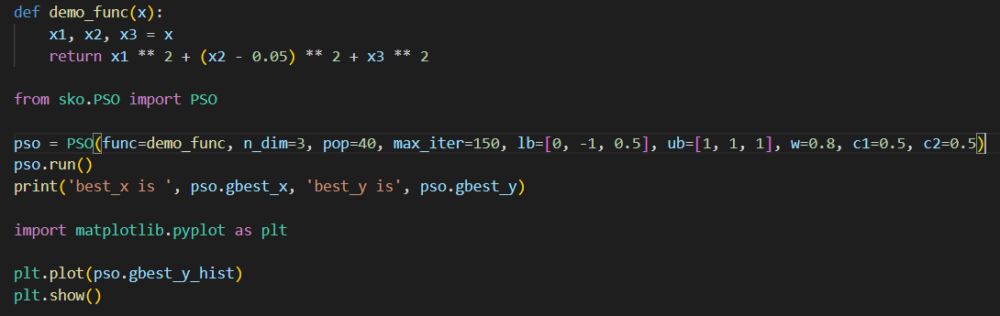 def demo_func(x):
    x1, x2, x3 = x
    return x1 ** 2 + (x2 - 0.05) ** 2 + x3 ** 2
from sko.PSO import PSO
pso = PSO(func=demo_func, n_dim=3, pop=40, max_iter=150, lb=[0, -1, 0.5], ub=[1, 1, 1], w=0.8, c1=0.5, c2=0.5)
pso.run()
print('best_x is ', pso.gbest_x, 'best_y is', pso.gbest_y)
import matplotlib.pyplot as plt
plt.plot(pso.gbest_y_hist)
plt.show()